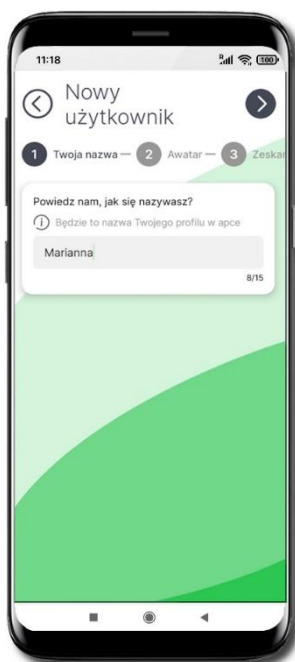 11:18
R 100
Nowy
użytkownik
1 Twoja nazwa — 2 Awatar — 3 Zeskan
Powiedz nam, jak się nazywasz?
i Będzie to nazwa Twojego profilu w apce
Marianna
8/15